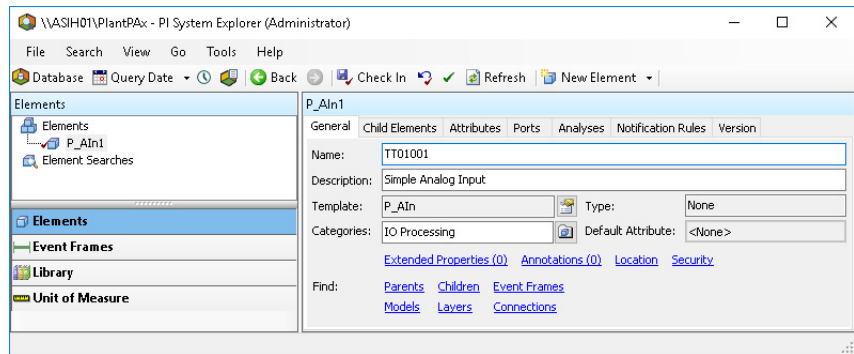 \\ASIH01\PlantPAx - PI System Explorer (Administrator)
File Search View Go Tools Help
Database Query Date Back Check In Refresh New Element
Elements
Elements
P_AIn1
Element Searches
Elements
Event Frames
Library
Unit of Measure
P_AIn1
General Child Elements Attributes Ports Analyses Notification Rules Version
Name: TT01001
Description: Simple Analog Input
Template: P_AIn Type: None
Categories: IO Processing Default Attribute: <None>
Extended Properties (0) Annotations (0) Location Security
Find: Parents Children Event Frames
Models Layers Connections